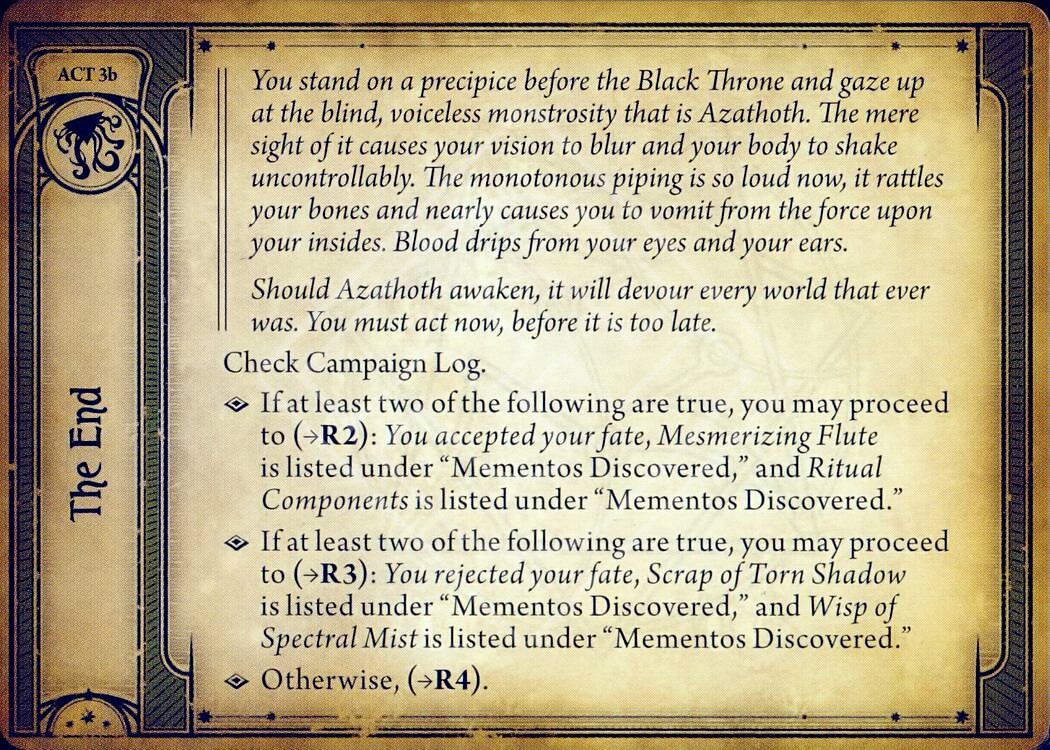 ACT 3b
The End
You stand on a precipice before the Black Throne and gaze up
at the blind, voiceless monstrosity that is Azathoth. The mere
sight of it causes your vision to blur and your body to shake
uncontrollably. The monotonous piping is so loud now, it rattles
your bones and nearly causes you to vomit from the force upon
your insides. Blood drips from your eyes and your ears.
Should Azathoth awaken, it will devour every world that ever
was. You must act now, before it is too late.
Check Campaign Log.
If at least two of the following are true, you may proceed
to (→R2): You accepted your fate, Mesmerizing Flute
is listed under “Mementos Discovered,” and Ritual
Components is listed under “Mementos Discovered.”
If at least two of the following are true, you may proceed
to (→R3): You rejected your fate, Scrap of Torn Shadow
is listed under “Mementos Discovered,” and Wisp of
Spectral Mist is listed under “Mementos Discovered.”
Otherwise, (→R4).